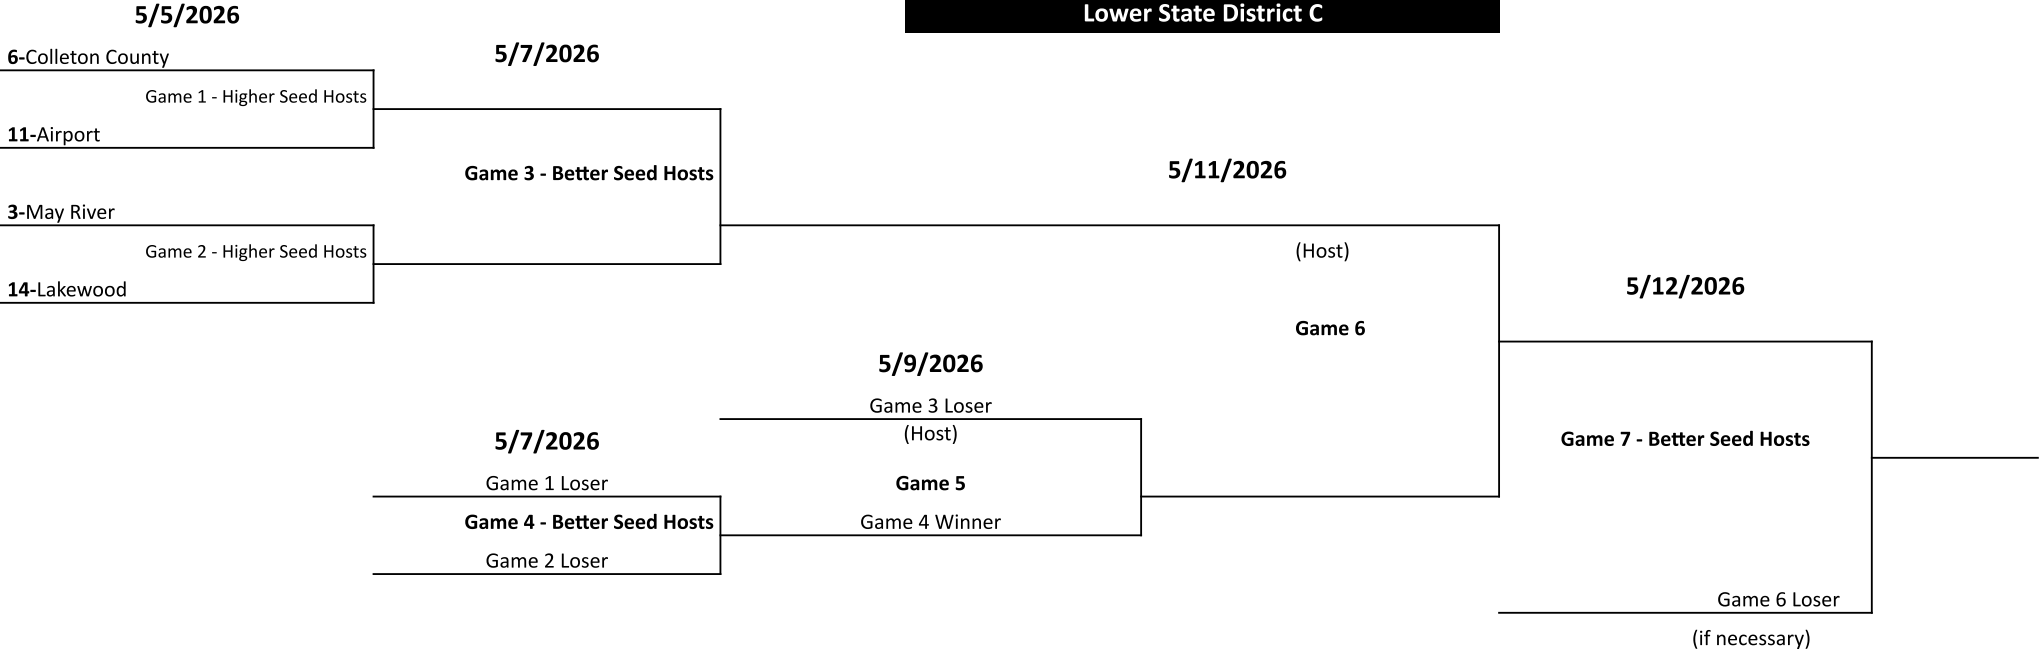 5/5/2026
Lower State District C
6-Colleton County
5/7/2026
Game 1 - Higher Seed Hosts
11-Airport
Game 3 - Better Seed Hosts
5/11/2026
3-May River
Game 2 - Higher Seed Hosts
(Host)
14-Lakewood
5/12/2026
Game 6
5/9/2026
Game 3 Loser
(Host)
5/7/2026
Game 7 - Better Seed Hosts
Game 1 Loser
Game 5
Game 4 - Better Seed Hosts
Game 4 Winner
Game 2 Loser
Game 6 Loser
(if necessary)